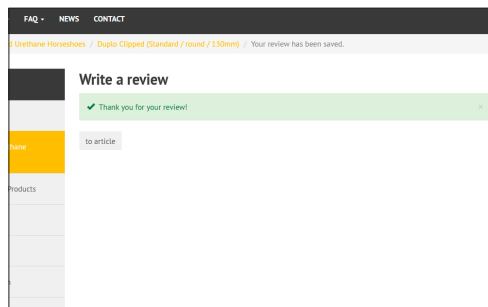 FAQ NEWS CONTACT
Urethane Horseshoes / Duplo Clipped (Standard / round / 130mm) / Your review has been saved.
Write a review
Thank you for your review! ×
to article
Products